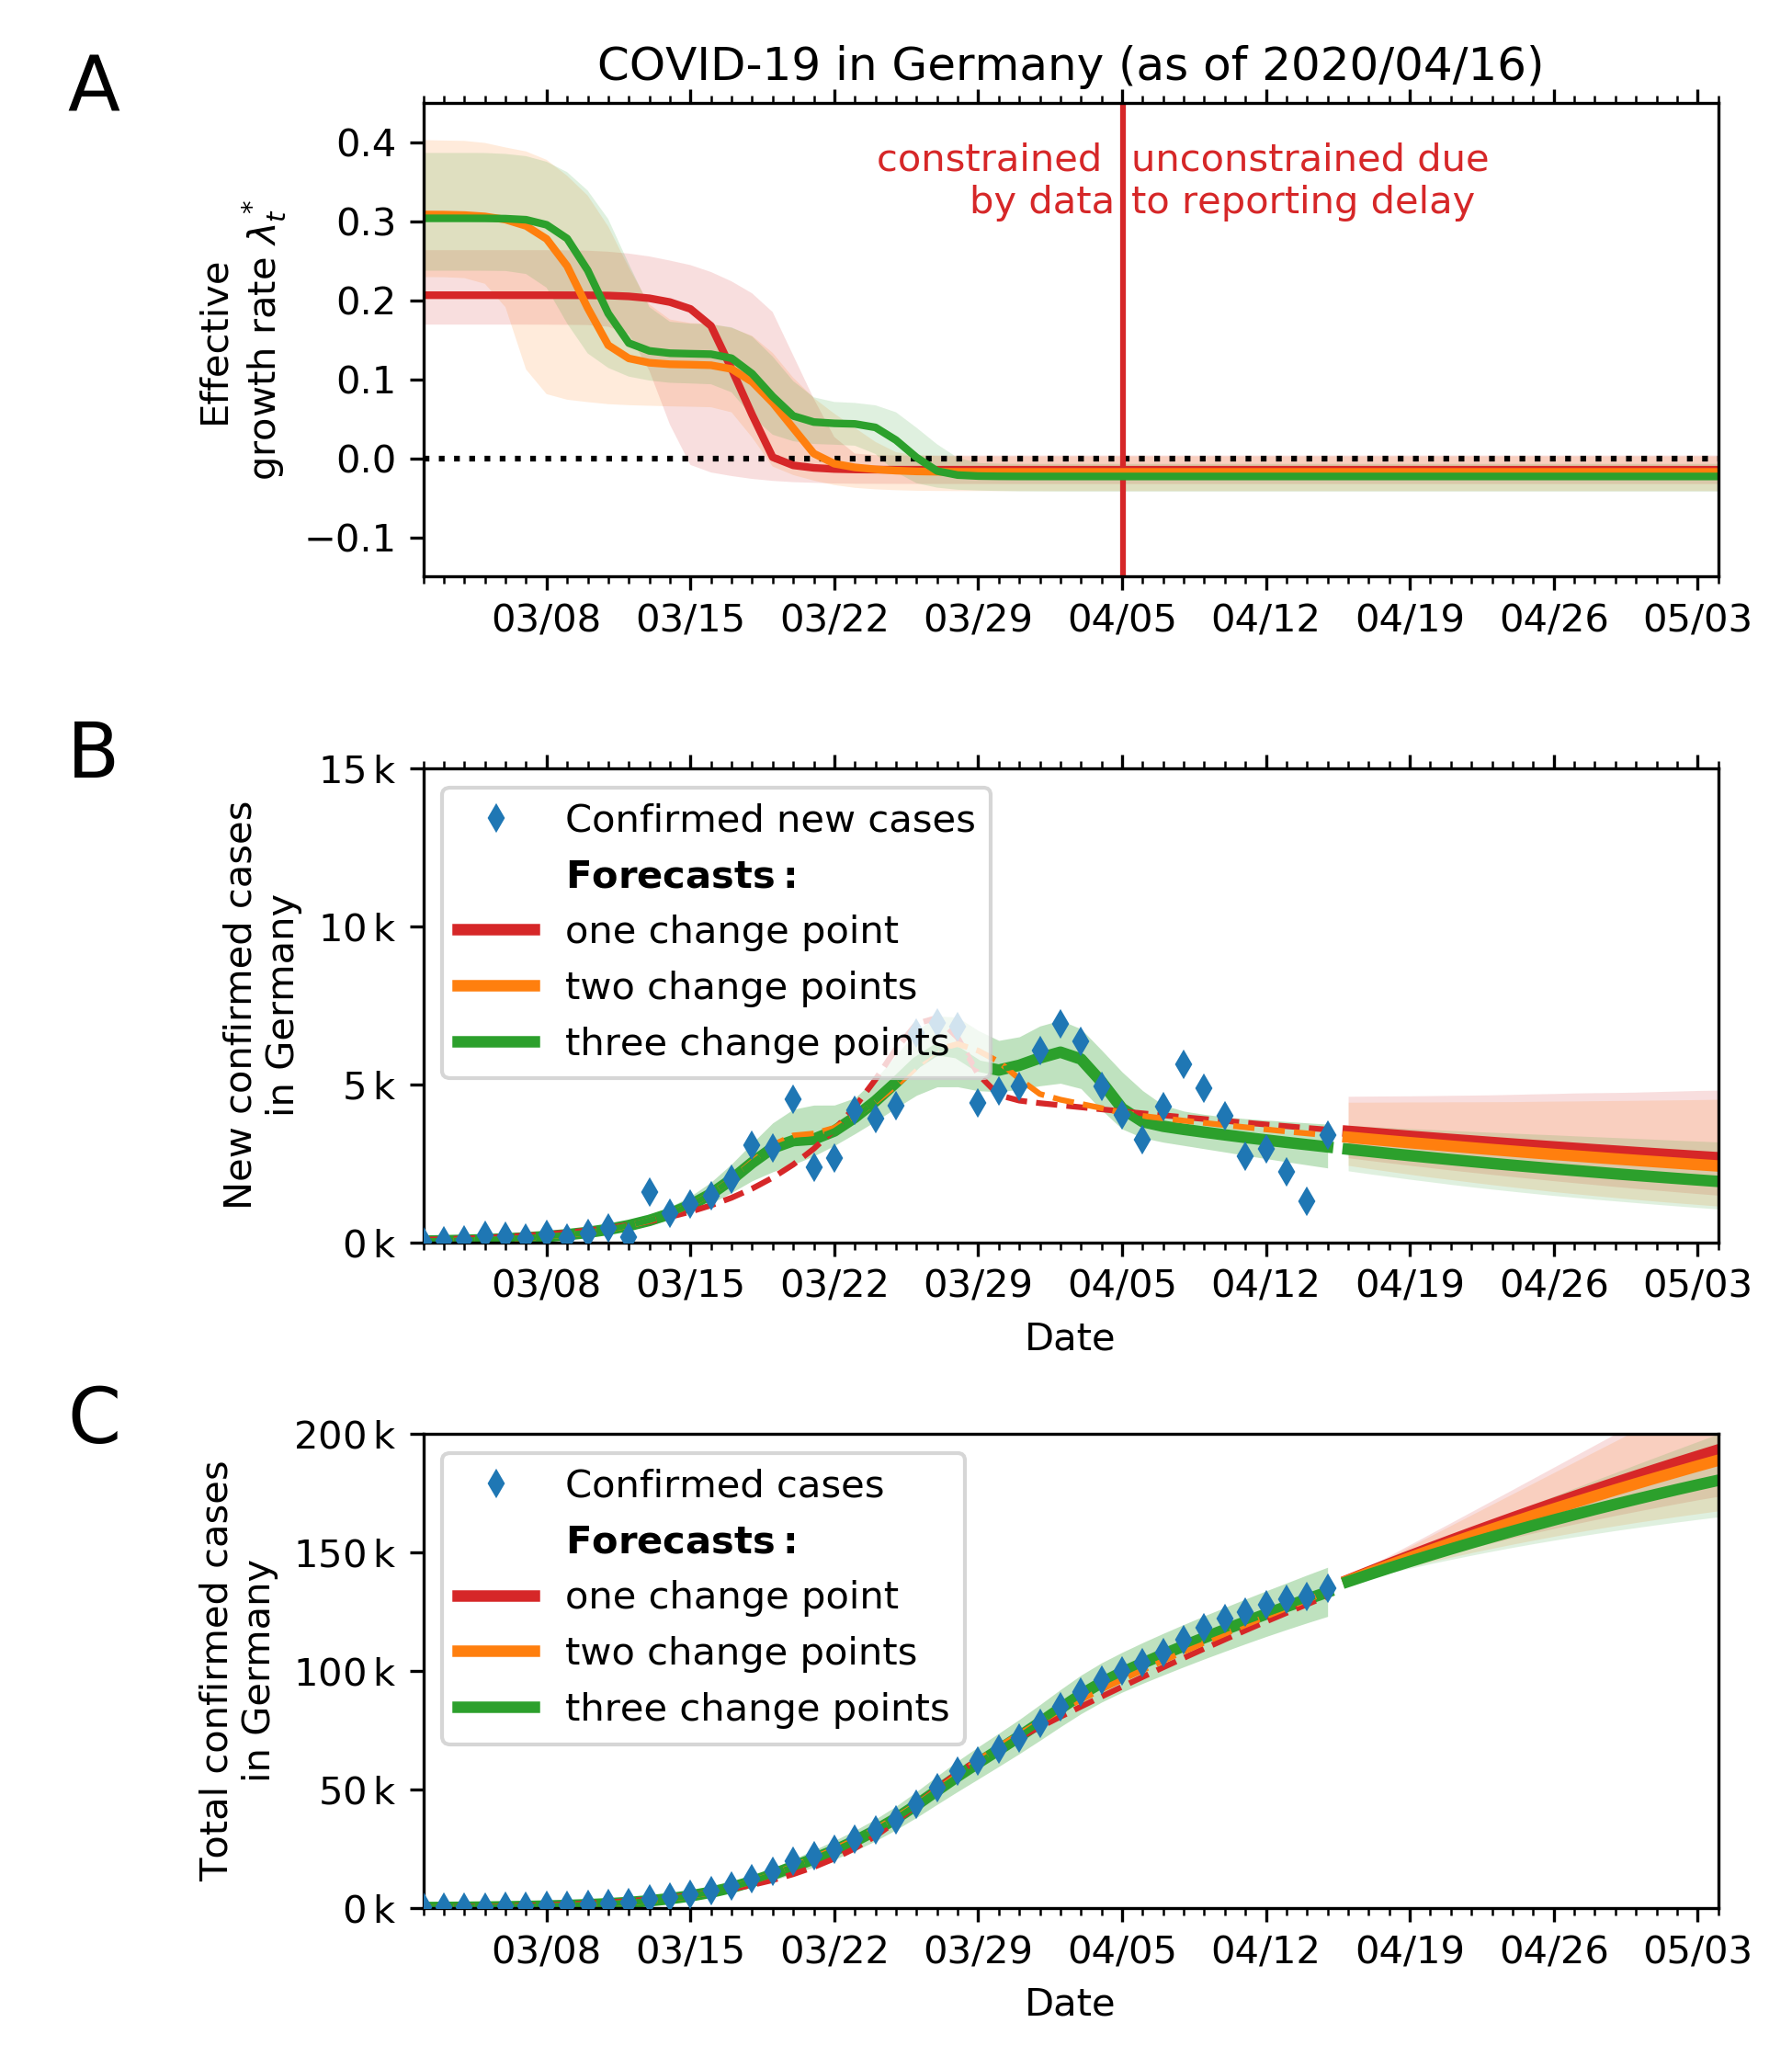 A
COVID-19 in Germany (as of 2020/04/16)
Effective
growth rate λ*t
0.4
0.3
0.2
0.1
0.0
−0.1
constrained
by data
unconstrained due
to reporting delay
03/08 03/15 03/22 03/29 04/05 04/12 04/19 04/26 05/03
B
New confirmed cases
in Germany
15 k
10 k
5 k
0 k
Confirmed new cases
Forecasts:
one change point
two change points
three change points
03/08 03/15 03/22 03/29 04/05 04/12 04/19 04/26 05/03
Date
C
Total confirmed cases
in Germany
200 k
150 k
100 k
50 k
0 k
Confirmed cases
Forecasts:
one change point
two change points
three change points
03/08 03/15 03/22 03/29 04/05 04/12 04/19 04/26 05/03
Date